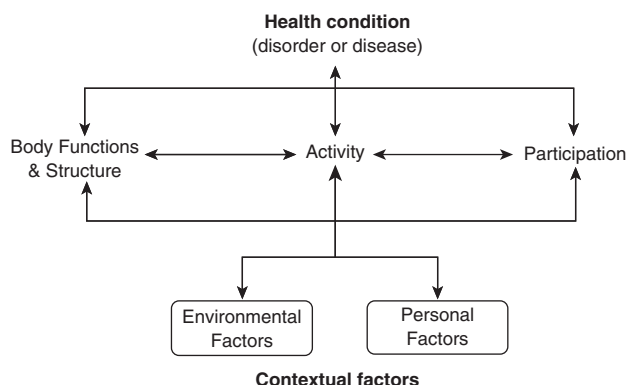 Health condition
(disorder or disease)
Body Functions
& Structure
Activity
Participation
Environmental
Factors
Personal
Factors
Contextual factors